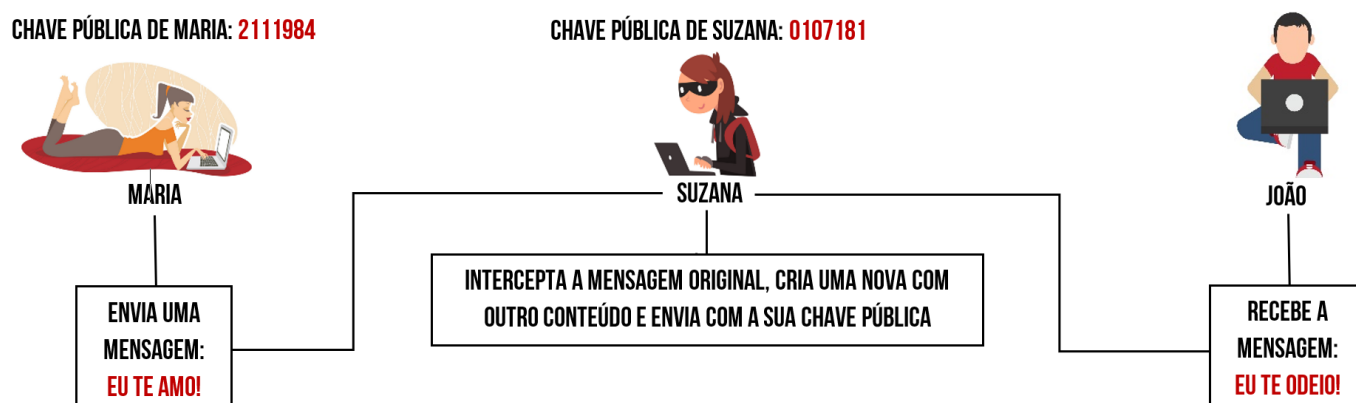 CHAVE PÚBLICA DE MARIA: 2111984
CHAVE PÚBLICA DE SUZANA: 0107181
MARIA
SUZANA
JOÃO
INTERCEPTA A MENSAGEM ORIGINAL, CRIA UMA NOVA COM
OUTRO CONTEÚDO E ENVIA COM A SUA CHAVE PÚBLICA
ENVIA UMA
MENSAGEM:
EU TE AMO!
RECEBE A
MENSAGEM:
EU TE ODEIO!